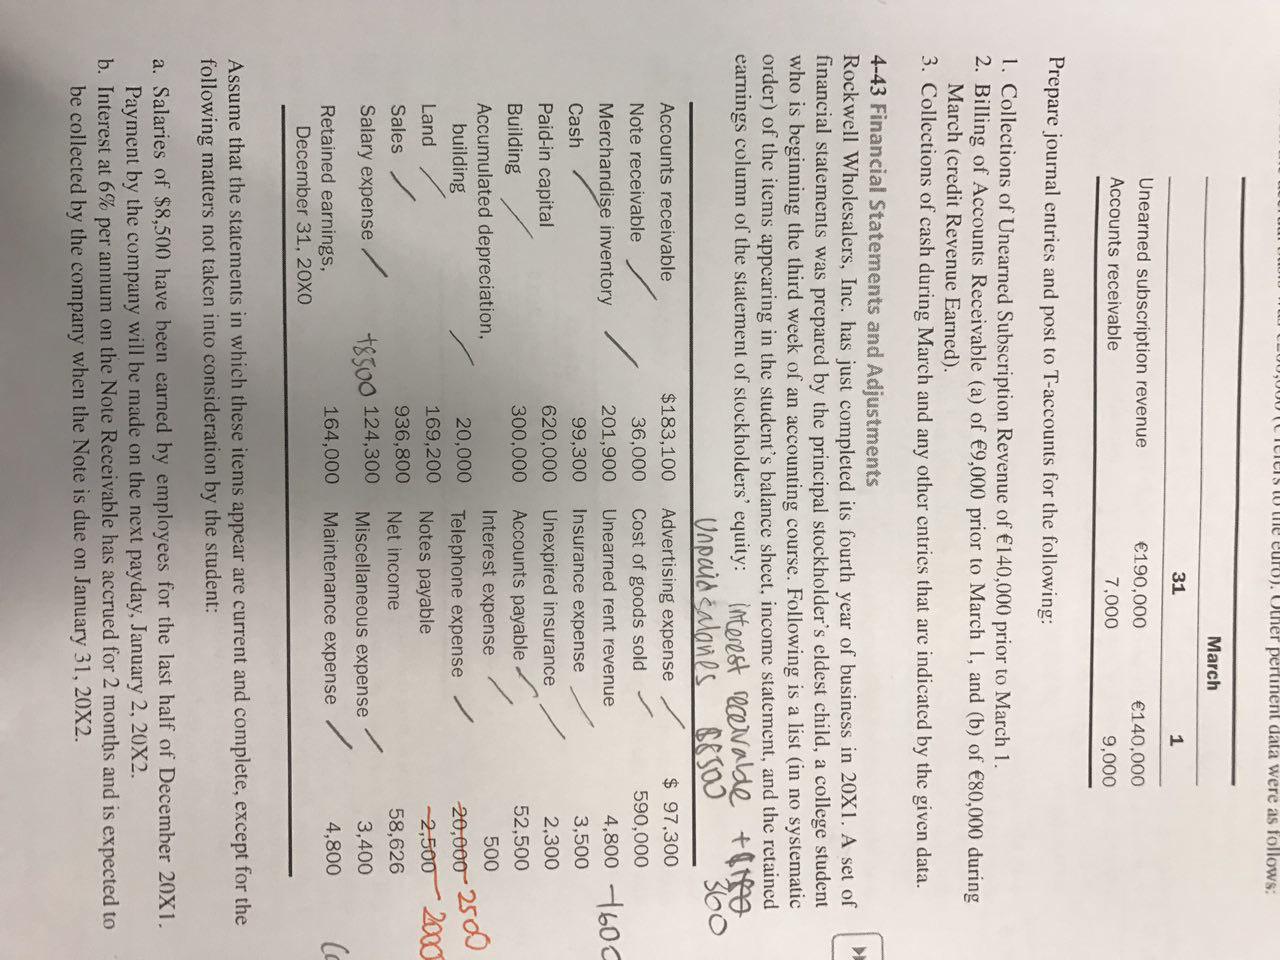 to the euro). Other pertinent data were as follows:
March
31 1
Unearned subscription revenue €190,000 €140,000
Accounts receivable 7,000 9,000
Prepare journal entries and post to T-accounts for the following:
1. Collections of Unearned Subscription Revenue of €140,000 prior to March 1.
2. Billing of Accounts Receivable (a) of €9,000 prior to March 1, and (b) of €80,000 during
March (credit Revenue Earned).
3. Collections of cash during March and any other entries that are indicated by the given data.
4-43 Financial Statements and Adjustments
Rockwell Wholesalers, Inc. has just completed its fourth year of business in 20X1. A set of
financial statements was prepared by the principal stockholder's eldest child, a college student
who is beginning the third week of an accounting course. Following is a list (in no systematic
order) of the items appearing in the student's balance sheet, income statement, and the retained
earnings column of the statement of stockholders' equity: Interest receivable +
360
Unpaid salaries $8500
Accounts receivable $183,100 Advertising expense $ 97,300
Note receivable 36,000 Cost of goods sold 590,000
Merchandise inventory 201,900 Unearned rent revenue 4,800 -1600
Cash 99,300 Insurance expense 3,500
Paid-in capital 620,000 Unexpired insurance 2,300
Building 300,000 Accounts payable 52,500
Accumulated depreciation, Interest expense 500
building 20,000 Telephone expense 20,000 2500
Land 169,200 Notes payable 2,500 2000
Sales 936,800 Net income 58,626
Salary expense +8500 124,300 Miscellaneous expense 3,400
Retained earnings, 164,000 Maintenance expense 4,800
December 31, 20X0
Assume that the statements in which these items appear are current and complete, except for the
following matters not taken into consideration by the student:
a. Salaries of $8,500 have been earned by employees for the last half of December 20X1.
Payment by the company will be made on the next payday, January 2, 20X2.
b. Interest at 6% per annum on the Note Receivable has accrued for 2 months and is expected to
be collected by the company when the Note is due on January 31, 20X2.